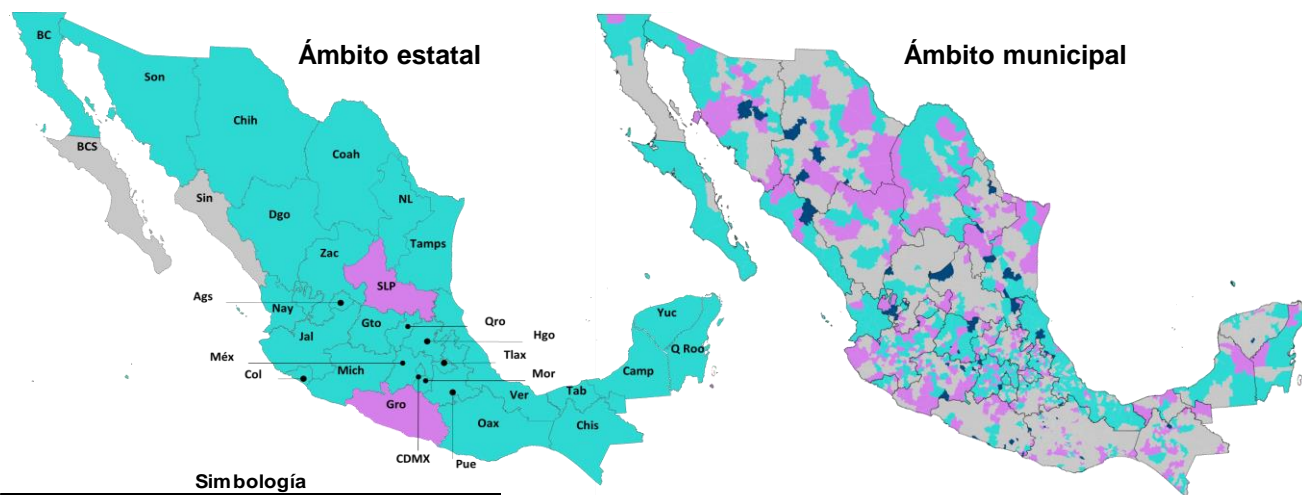 Ámbito estatal
Ámbito municipal
BC
Son
Chih
Coah
BCS
Sin
NL
Dgo
Tamps
Zac
SLP
Ags
Nay
Gto
Qro
Yuc
Jal
Hgo
Q Roo
Méx
Tlax
Mich
Camp
Col
Mor
Tab
Ver
Gro
Oax
Chis
CDMX
Pue
Simbología